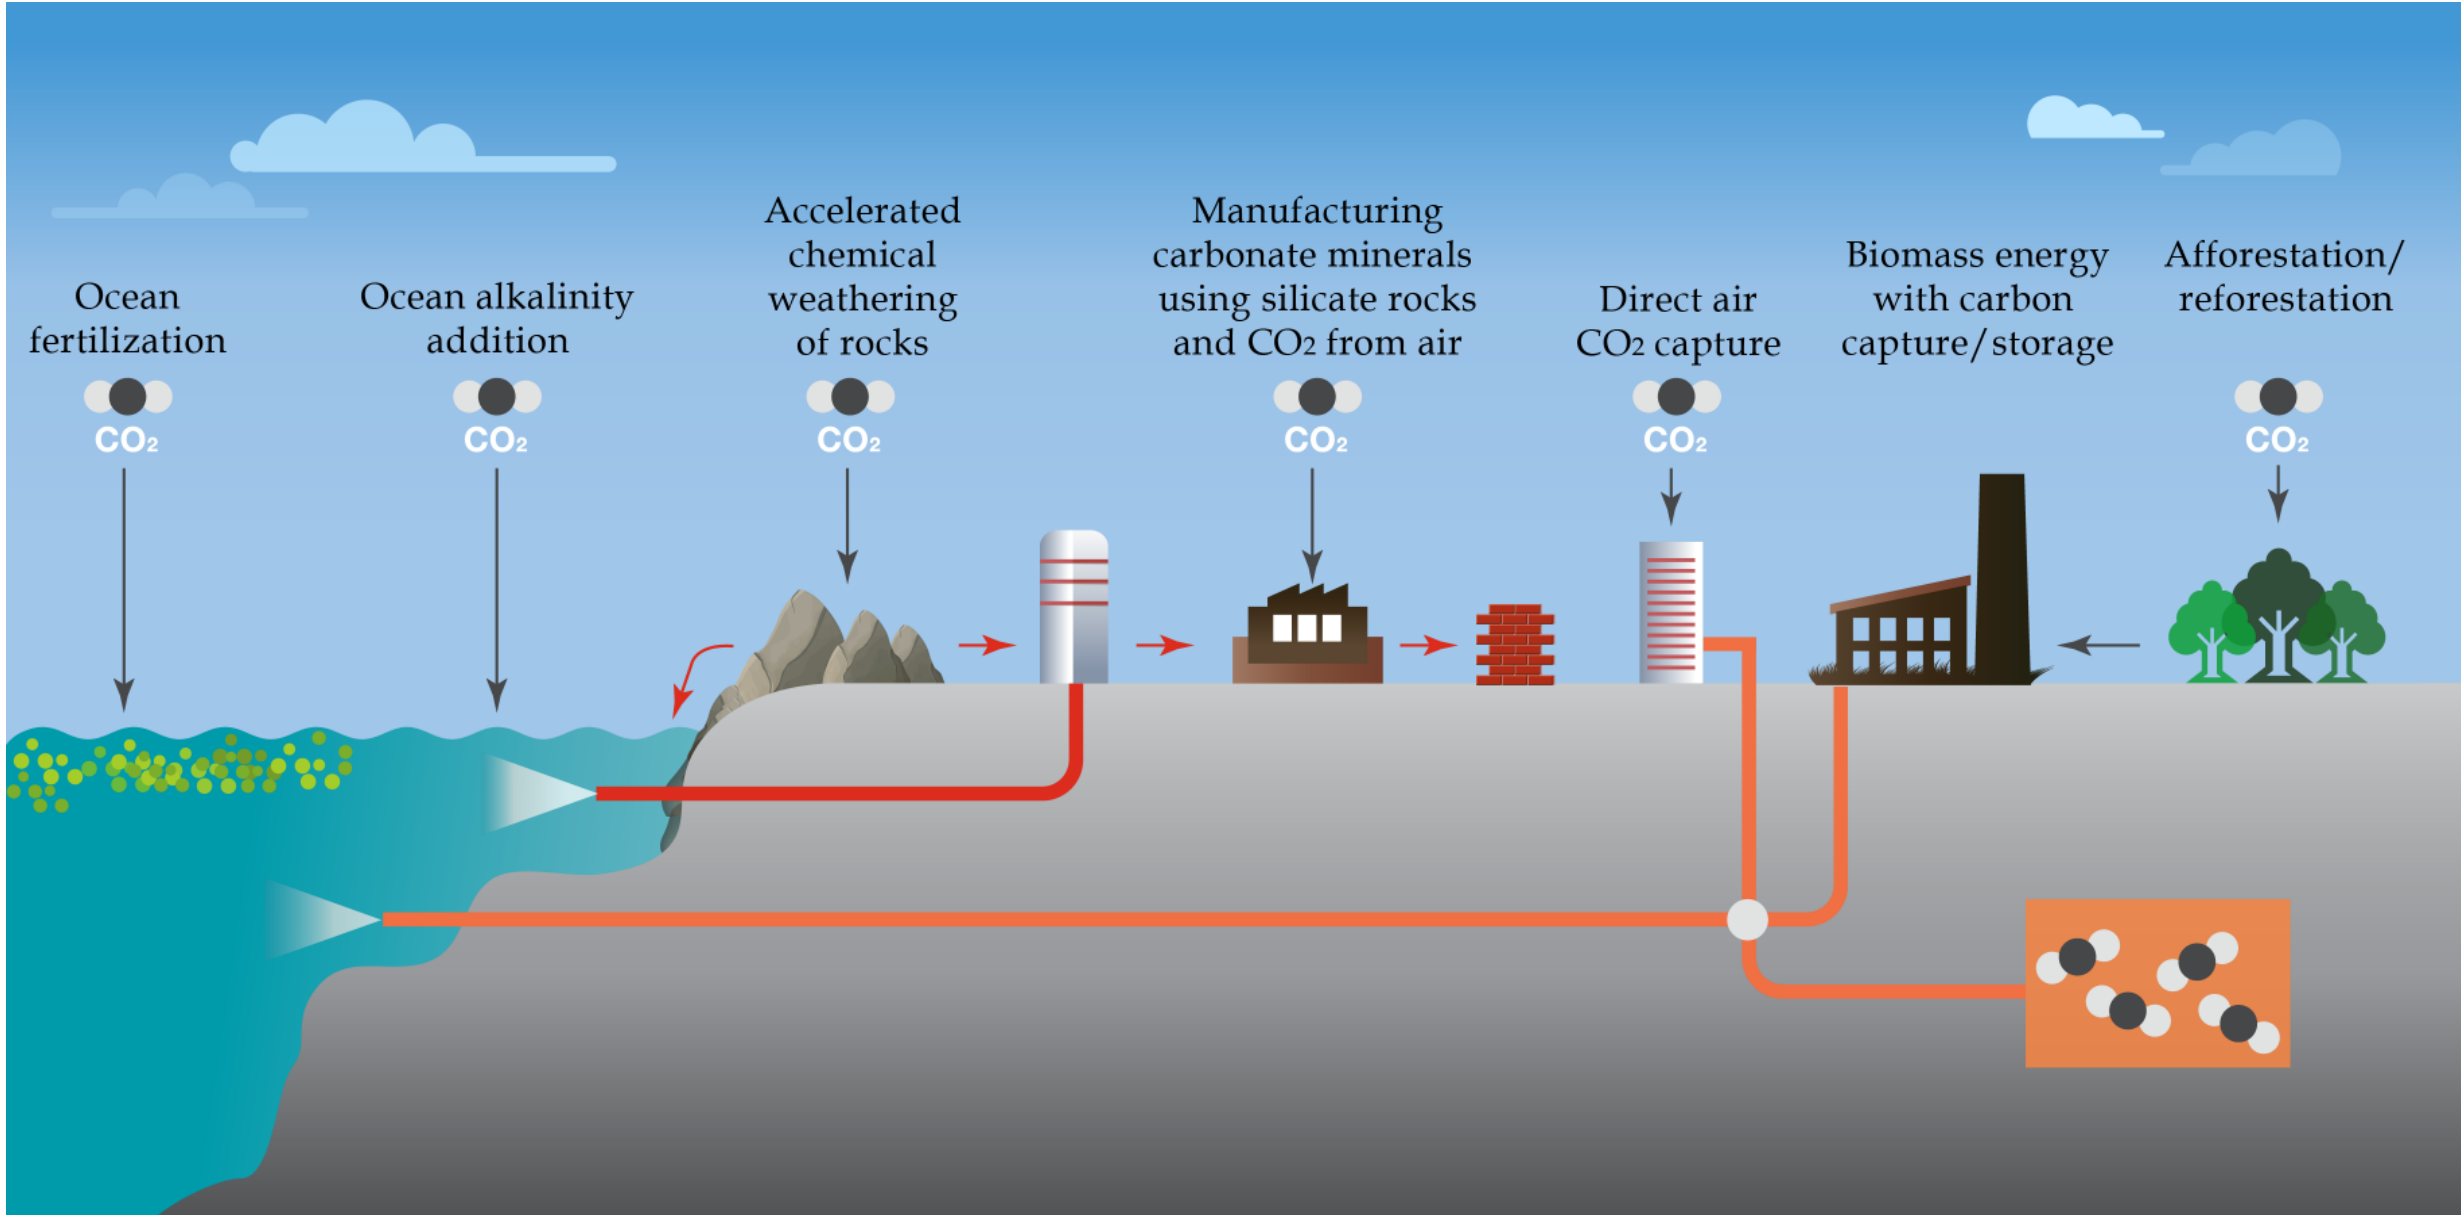 Ocean
fertilization
CO₂
Ocean alkalinity
addition
CO₂
Accelerated
chemical
weathering
of rocks
CO₂
Manufacturing
carbonate minerals
using silicate rocks
and CO₂ from air
CO₂
Direct air
CO₂ capture
CO₂
Biomass energy
with carbon
capture/storage
Afforestation/
reforestation
CO₂